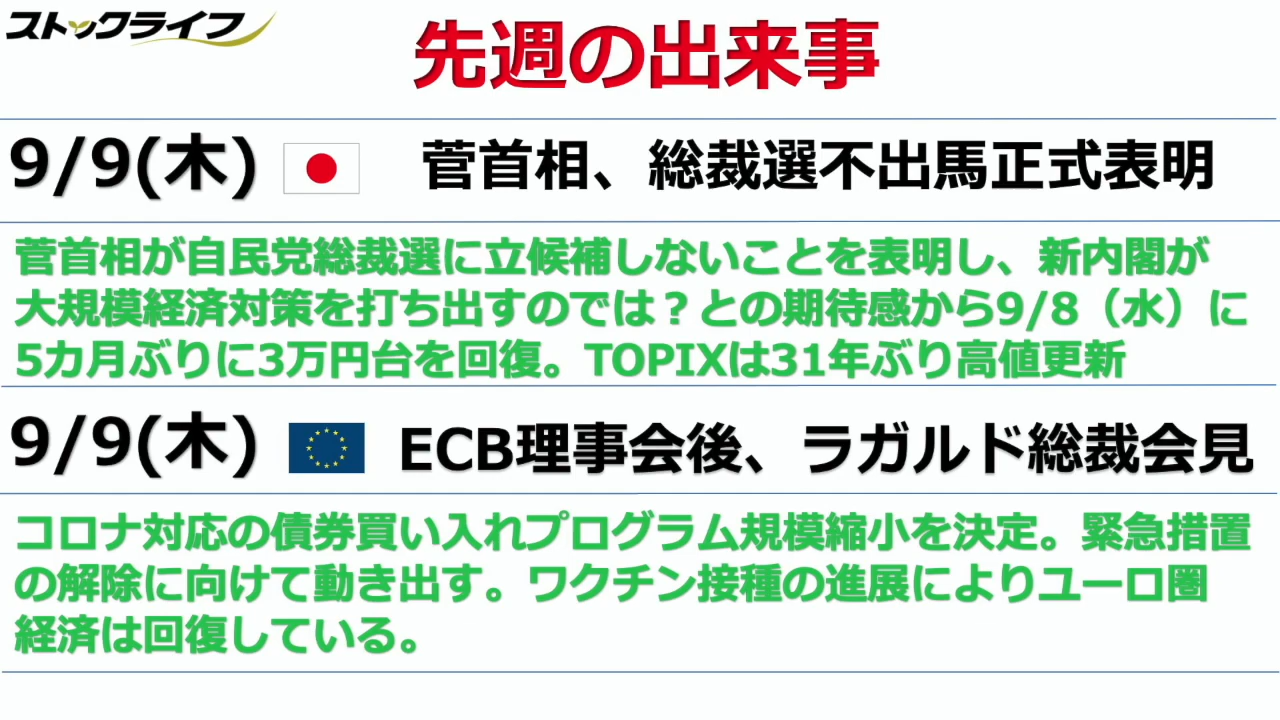 ストックライフ
先週の出来事
9/9(木) 菅首相、総裁選不出馬正式表明
菅首相が自民党総裁選に立候補しないことを表明し、新内閣が
大規模経済対策を打ち出すのでは？との期待感から9/8（水）に
5カ月ぶりに3万円台を回復。TOPIXは31年ぶり高値更新
9/9(木) ECB理事会後、ラガルド総裁会見
コロナ対応の債券買い入れプログラム規模縮小を決定。緊急措置
の解除に向けて動き出す。ワクチン接種の進展によりユーロ圏
経済は回復している。